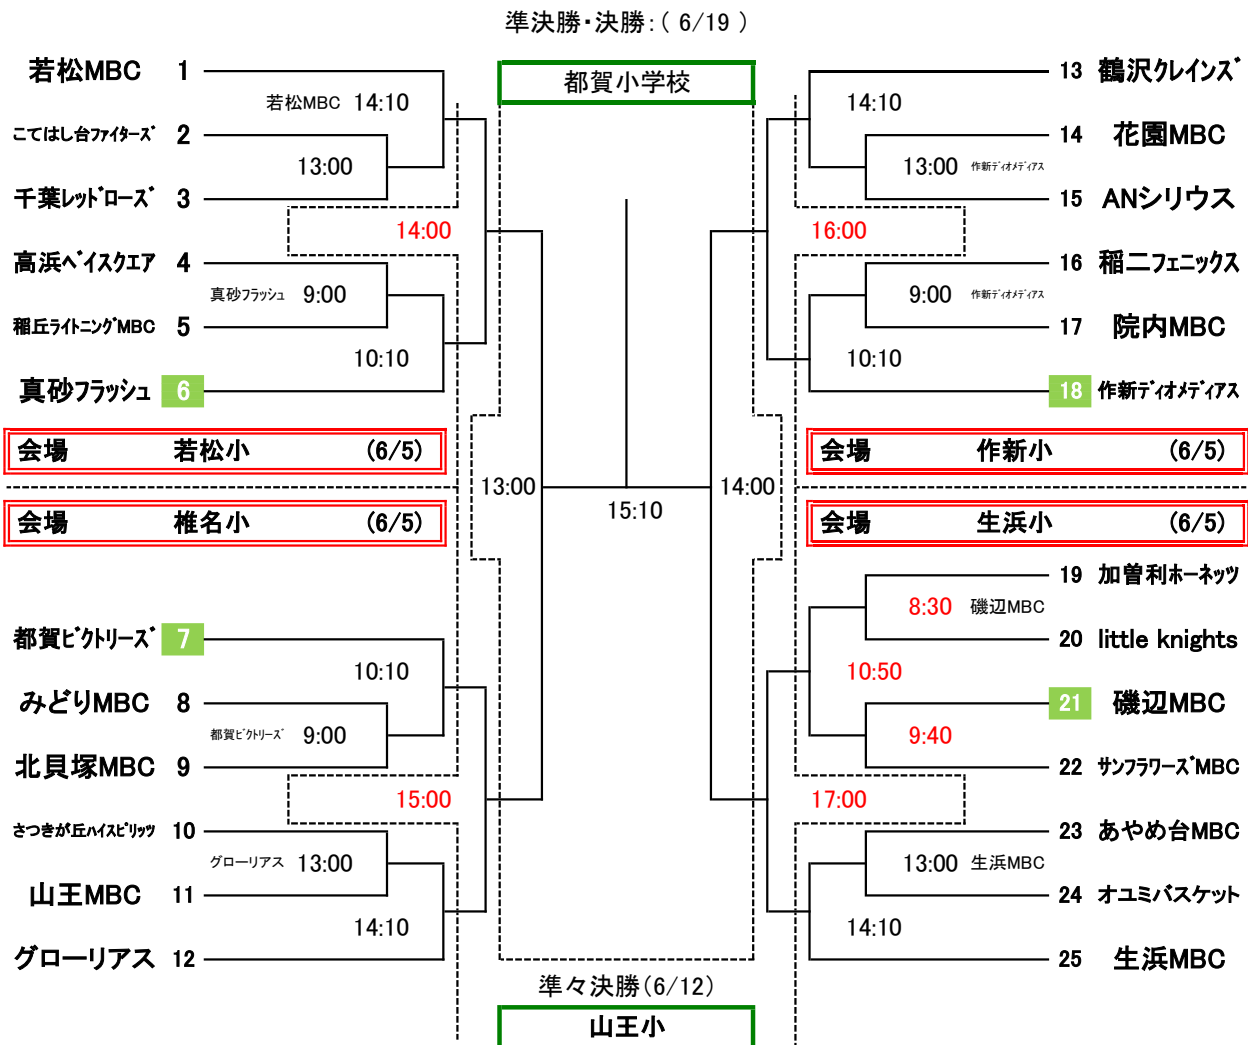 準決勝・決勝：( 6/19 )
都賀小学校
若松MBC 1
若松MBC 14:10
こてはし台ファイターズ 2
13:00
千葉レッドローズ 3
14:00
高浜ベイスクエア 4
真砂フラッシュ 9:00
稲丘ライトニングMBC 5
10:10
真砂フラッシュ 6
会場 若松小 (6/5)
13 鶴沢クレインズ
14:10
14 花園MBC
13:00 作新ディオメディアス
15 ANシリウス
16:00
16 稲二フェニックス
9:00 作新ディオメディアス
17 院内MBC
10:10
18 作新ディオメディアス
会場 作新小 (6/5)
13:00
15:10
14:00
会場 椎名小 (6/5)
都賀ビクトリーズ 7
10:10
みどりMBC 8
都賀ビクトリーズ 9:00
北貝塚MBC 9
15:00
さつきが丘ハイスピリッツ 10
グローリアス 13:00
山王MBC 11
14:10
グローリアス 12
会場 生浜小 (6/5)
19 加曽利ホーネッツ
8:30 磯辺MBC
20 little knights
10:50
21 磯辺MBC
9:40
22 サンフラワーズMBC
17:00
23 あやめ台MBC
13:00 生浜MBC
24 オユミバスケット
14:10
25 生浜MBC
準々決勝(6/12)
山王小